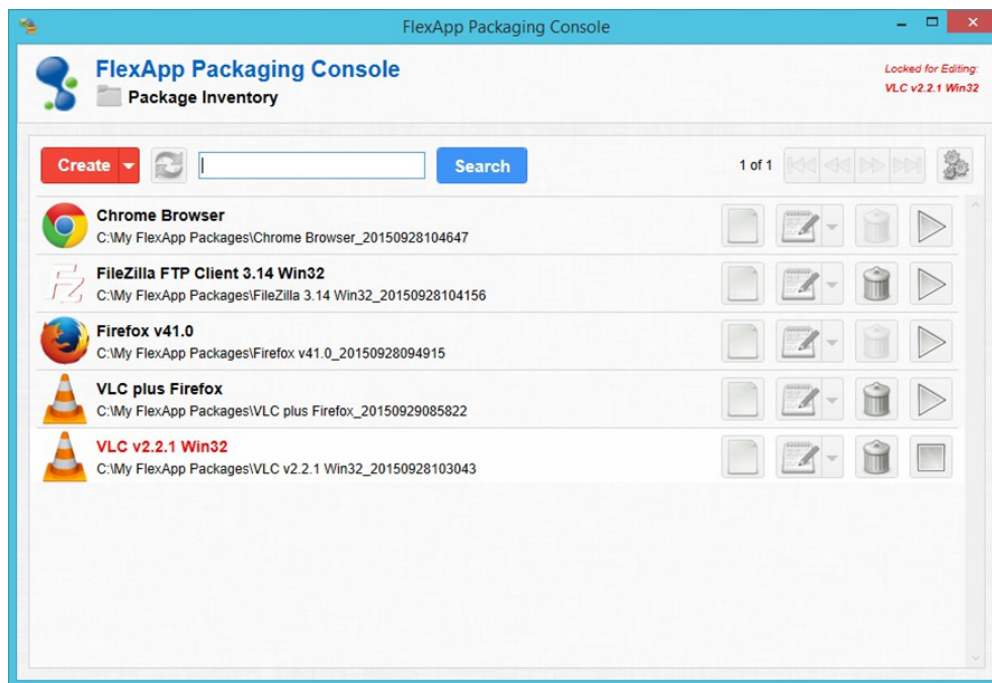 FlexApp Packaging Console
FlexApp Packaging Console
Package Inventory
Locked for Editing:
VLC v2.2.1 Win32
Create
Search
1 of 1
Chrome Browser
C:\My FlexApp Packages\Chrome Browser_20150928104647
FileZilla FTP Client 3.14 Win32
C:\My FlexApp Packages\FileZilla 3.14 Win32_20150928104156
Firefox v41.0
C:\My FlexApp Packages\Firefox v41.0_20150928094915
VLC plus Firefox
C:\My FlexApp Packages\VLC plus Firefox_20150929085822
VLC v2.2.1 Win32
C:\My FlexApp Packages\VLC v2.2.1 Win32_20150928103043